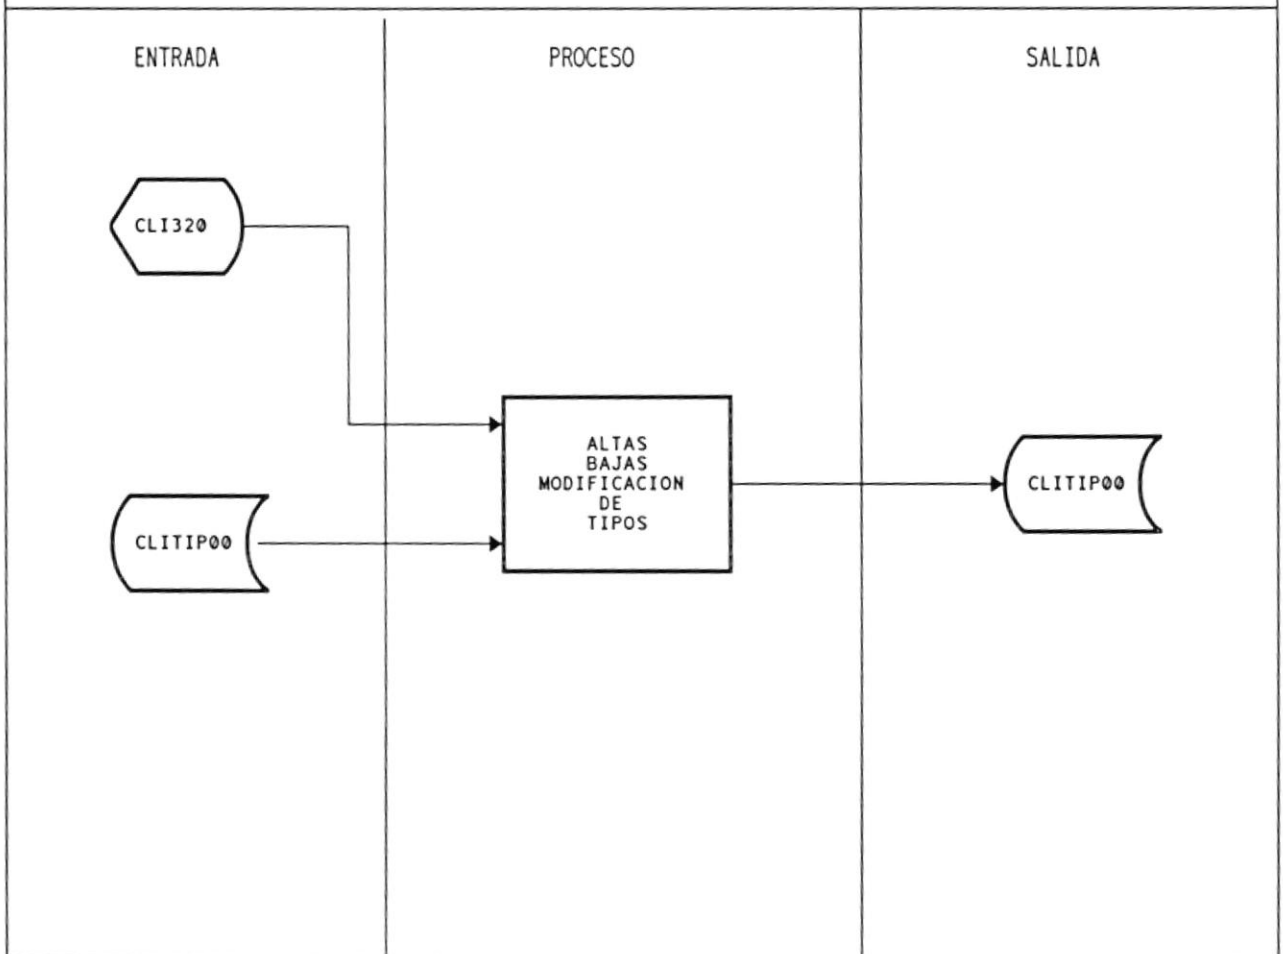 ENTRADA
PROCESO
SALIDA
CLI320
ALTAS
BAJAS
MODIFICACION
DE
TIPOS
CLITIP00
CLITIP00